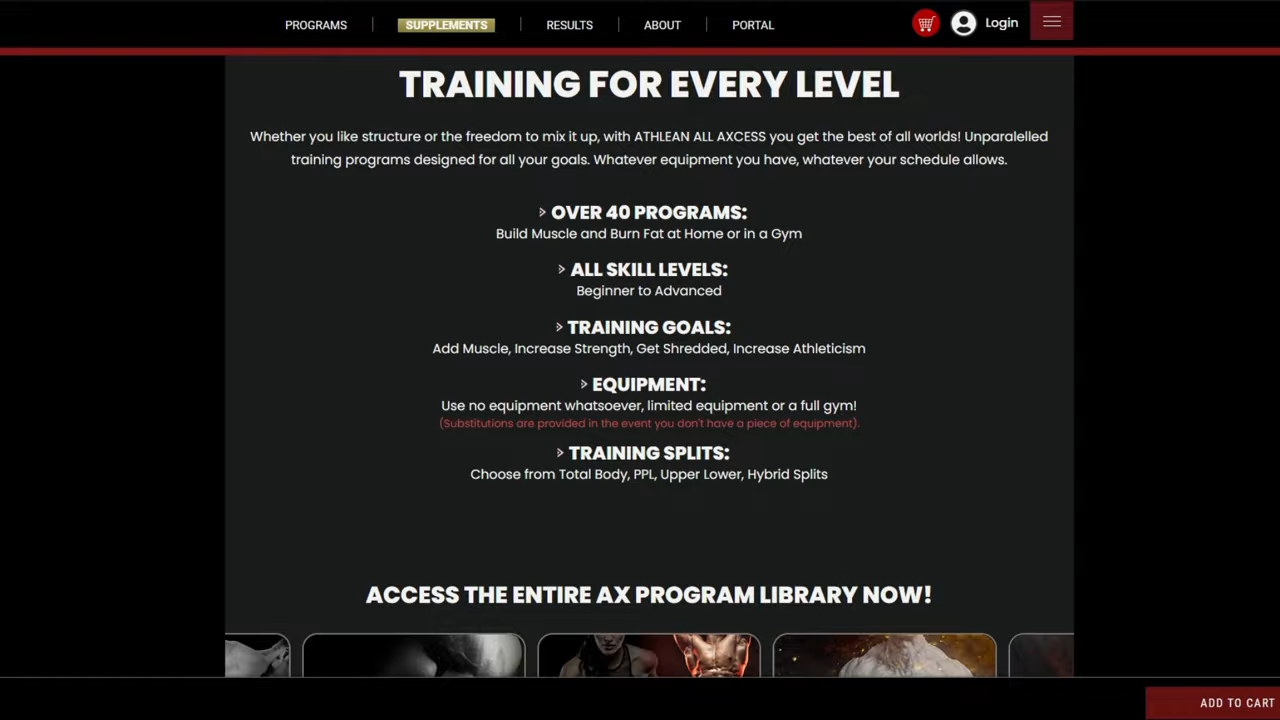 PROGRAMS | SUPPLEMENTS | RESULTS | ABOUT | PORTAL Login
TRAINING FOR EVERY LEVEL
Whether you like structure or the freedom to mix it up, with ATHLEAN ALL AXCESS you get the best of all worlds! Unparalelled
training programs designed for all your goals. Whatever equipment you have, whatever your schedule allows.
OVER 40 PROGRAMS:
Build Muscle and Burn Fat at Home or in a Gym
ALL SKILL LEVELS:
Beginner to Advanced
TRAINING GOALS:
Add Muscle, Increase Strength, Get Shredded, Increase Athleticism
EQUIPMENT:
Use no equipment whatsoever, limited equipment or a full gym!
(Substitutions are provided in the event you don't have a piece of equipment).
TRAINING SPLITS:
Choose from Total Body, PPL, Upper Lower, Hybrid Splits
ACCESS THE ENTIRE AX PROGRAM LIBRARY NOW!
ADD TO CART